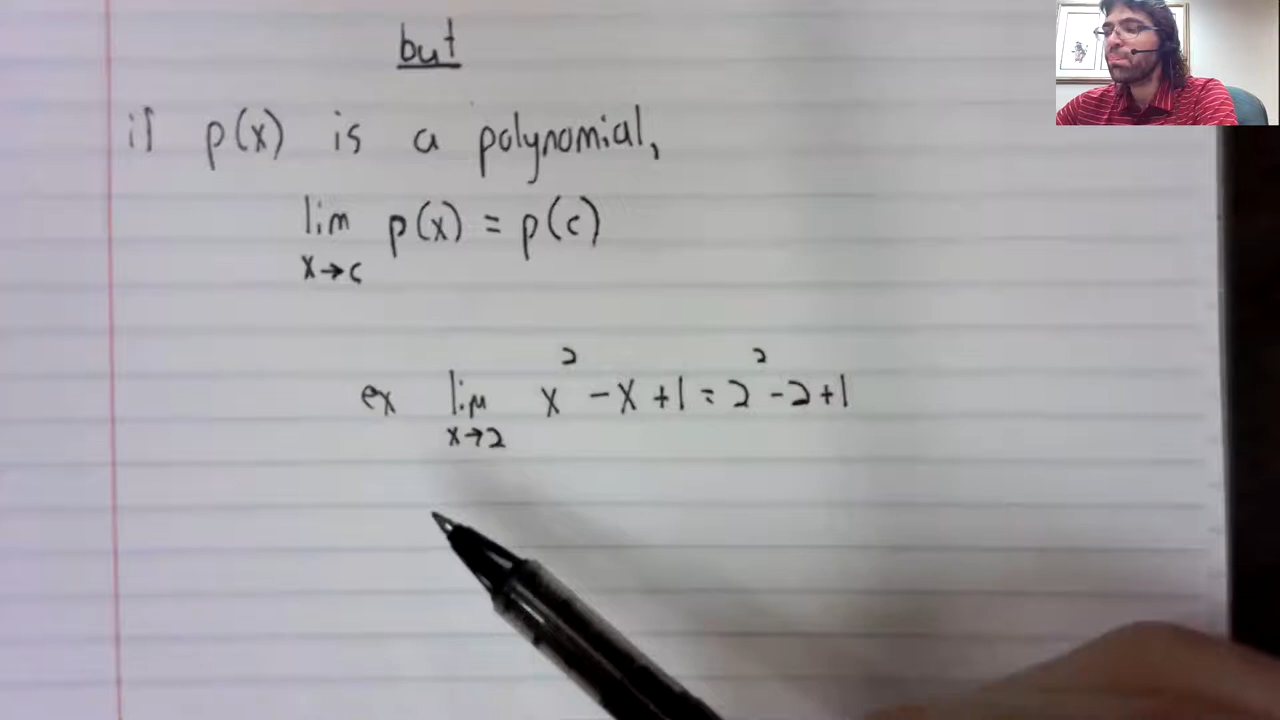 but
if p(x) is a polynomial,
lim p(x) = p(c)
x→c
ex lim x² - x + 1 = 2² - 2 + 1
x→2